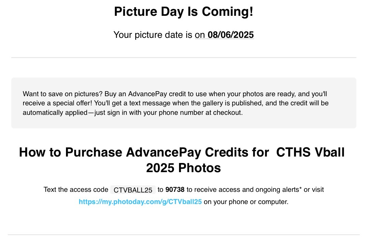 Picture Day Is Coming!
Your picture date is on 08/06/2025
Want to save on pictures? Buy an AdvancePay credit to use when your photos are ready, and you'll
receive a special offer! You'll get a text message when the gallery is published, and the credit will be
automatically applied—just sign in with your phone number at checkout.
How to Purchase AdvancePay Credits for CTHS Vball
2025 Photos
Text the access code CTVBALL25 to 90738 to receive access and ongoing alerts* or visit
https://my.photoday.com/g/CTVball25 on your phone or computer.